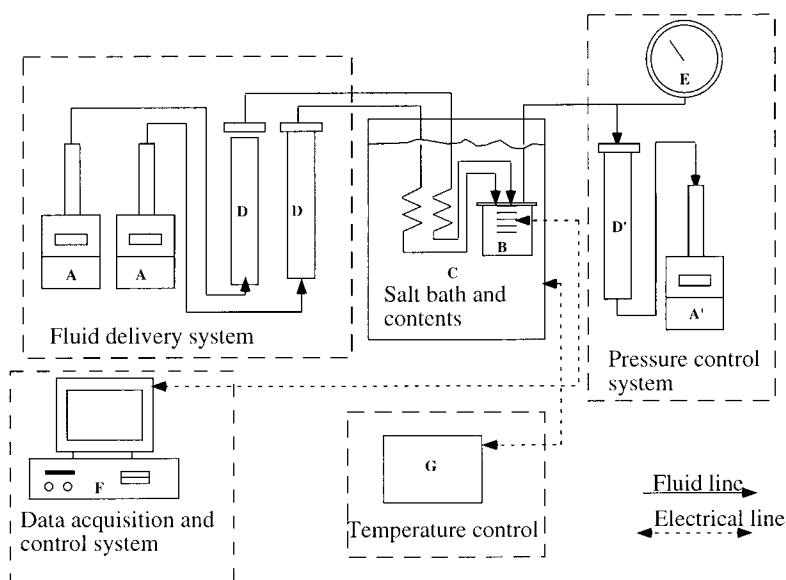 E
D
D
D'
B
A
A
C
Salt bath and
contents
A'
Fluid delivery system
Pressure control
system
F
Data acquisition and
control system
G
Temperature control
Fluid line
Electrical line